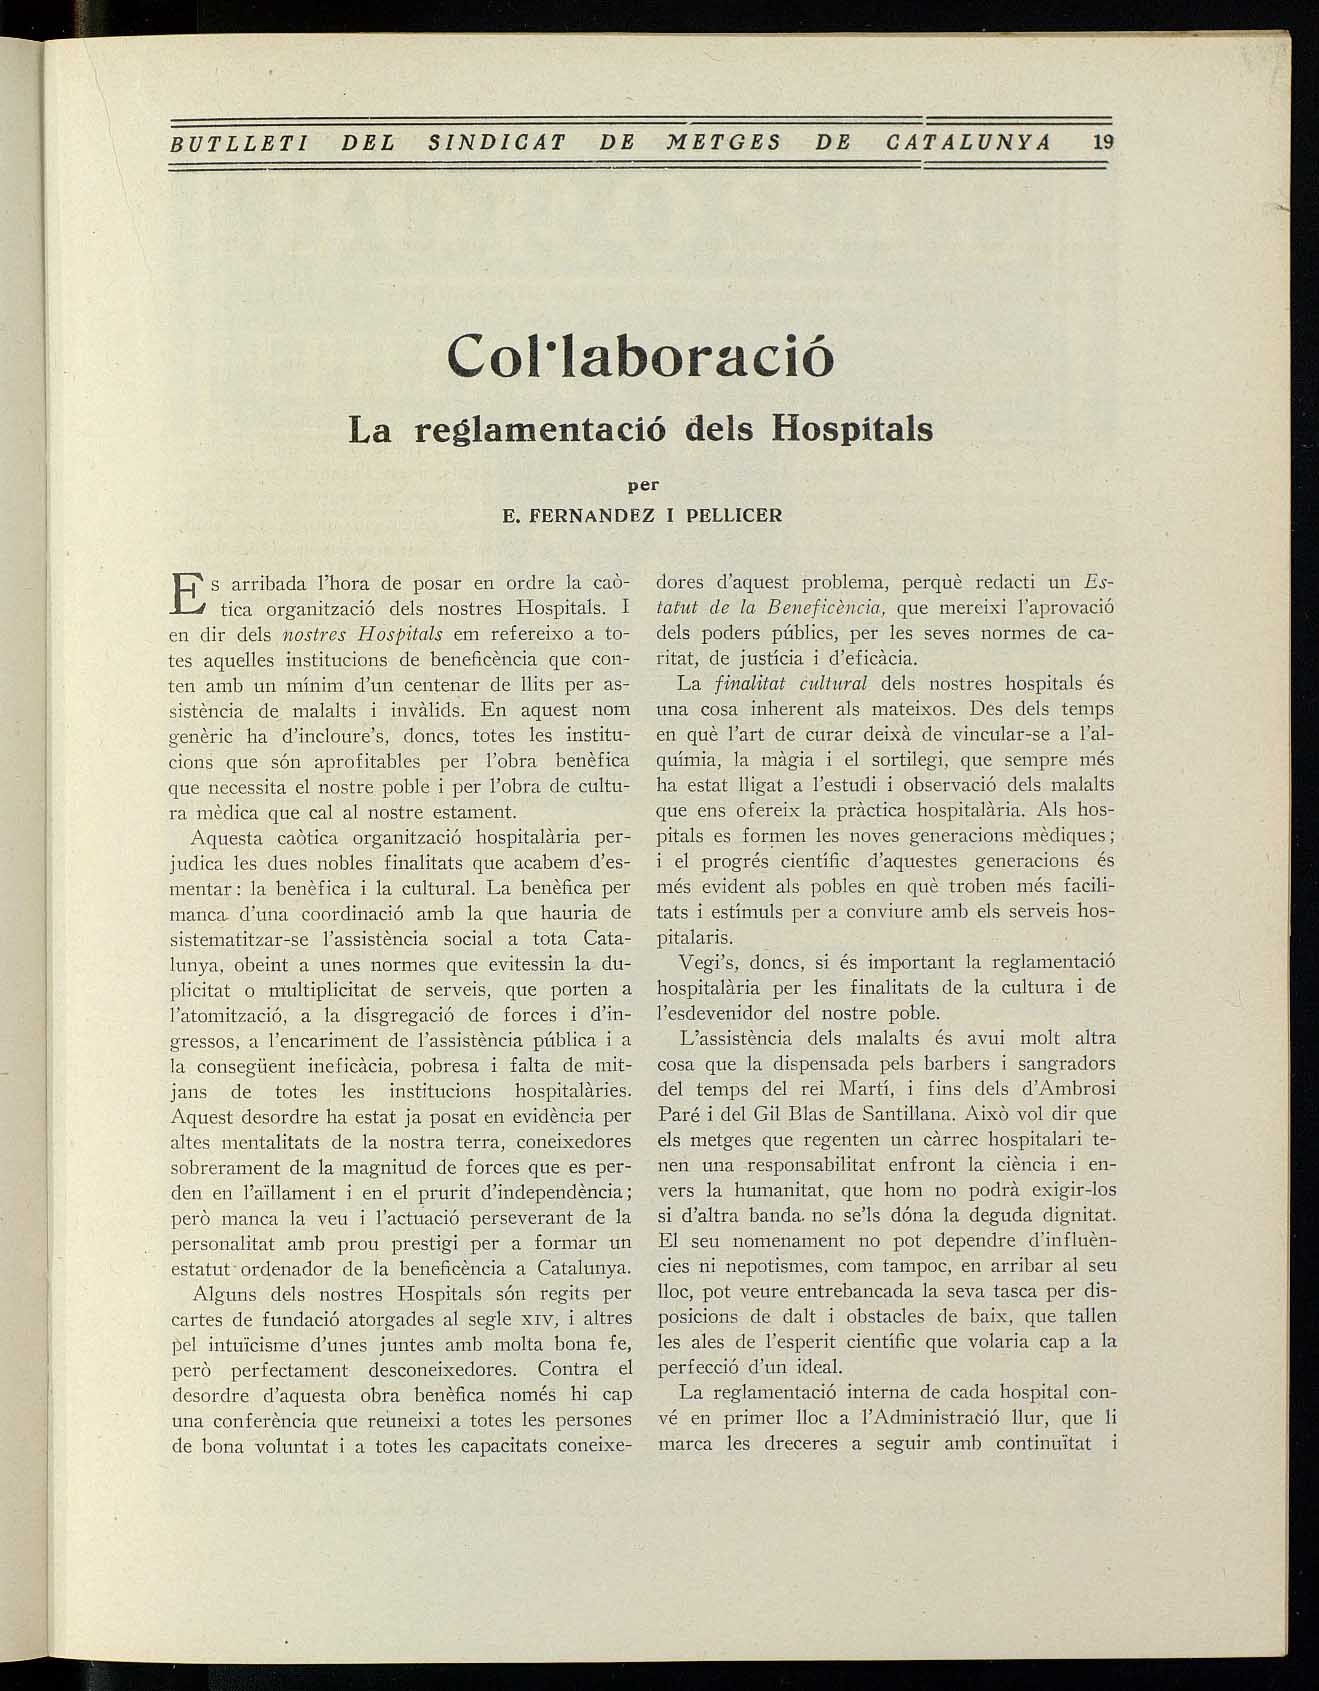 BUTLLETI DEL SINDICAT DE METGES DE CATALUNYA 19
Col·laboració
La reglamentació dels Hospitals
per
E. FERNANDEZ I PELLICER
Es arribada l'hora de posar en ordre la caò-
tica organització dels nostres Hospitals. I
en dir dels nostres Hospitals em refereixo a to-
tes aquelles institucions de beneficència que con-
ten amb un mínim d'un centenar de llits per as-
sistència de malalts i invàlids. En aquest nom
genèric ha d'incloure's, doncs, totes les institu-
cions que són aprofitables per l'obra benèfica
que necessita el nostre poble i per l'obra de cultu-
ra mèdica que cal al nostre estament.
Aquesta caòtica organització hospitalària per-
judica les dues nobles finalitats que acabem d'es-
mentar: la benèfica i la cultural. La benèfica per
manca d'una coordinació amb la que hauria de
sistematitzar-se l'assistència social a tota Cata-
lunya, obeint a unes normes que evitessin la du-
plicitat o multiplicitat de serveis, que porten a
l'atomització, a la disgregació de forces i d'in-
gressos, a l'encariment de l'assistència pública i a
la consegüent ineficàcia, pobresa i falta de mit-
jans de totes les institucions hospitalàries.
Aquest desordre ha estat ja posat en evidència per
altes mentalitats de la nostra terra, coneixedores
sobrerament de la magnitud de forces que es per-
den en l'aïllament i en el prurit d'independència;
però manca la veu i l'actuació perseverant de la
personalitat amb prou prestigi per a formar un
estatut ordenador de la beneficència a Catalunya.
Alguns dels nostres Hospitals són regits per
cartes de fundació atorgades al segle XIV, i altres
pel intuïcisme d'unes juntes amb molta bona fe,
però perfectament desconeixedores. Contra el
desordre d'aquesta obra benèfica només hi cap
una conferència que reuneixi a totes les persones
de bona voluntat i a totes les capacitats coneixe-
dores d'aquest problema, perquè redacti un Es-
tatut de la Beneficència, que mereixi l'aprovació
dels poders públics, per les seves normes de ca-
ritat, de justícia i d'eficàcia.
La finalitat cultural dels nostres hospitals és
una cosa inherent als mateixos. Des dels temps
en què l'art de curar deixà de vincular-se a l'al-
química, la màgia i el sortilegi, que sempre més
ha estat lligat a l'estudi i observació dels malalts
que ens ofereix la pràctica hospitalària. Als hos-
pitals es formen les noves generacions mèdiques;
i el progrés científic d'aquestes generacions és
més evident als pobles en què troben més facili-
tats i estímuls per a conviure amb els serveis hos-
pitalaris.
Vegi's, doncs, si és important la reglamentació
hospitalària per les finalitats de la cultura i de
l'esdevenidor del nostre poble.
L'assistència dels malalts és avui molt altra
cosa que la dispensada pels barbers i sangradors
del temps del rei Martí, i fins dels d'Ambrosi
Paré i del Gil Blas de Santillana. Això vol dir que
els metges que regenten un càrrec hospitalari te-
nen una responsabilitat enfront la ciència i en-
vers la humanitat, que hom no podrà exigir-los
si d'altra banda no se'ls dóna la deguda dignitat.
El seu nomenament no pot dependre d'influèn-
cies ni nepotismes, com tampoc, en arribar al seu
lloc, pot veure entrebancada la seva tasca per dis-
posicions de dalt i obstacles de baix, que tallen
les ales de l'esperit científic que volaria cap a la
perfecció d'un ideal.
La reglamentació interna de cada hospital con-
vé en primer lloc a l'Administració llur, que li
marca les dreceres a seguir amb continuïtat i